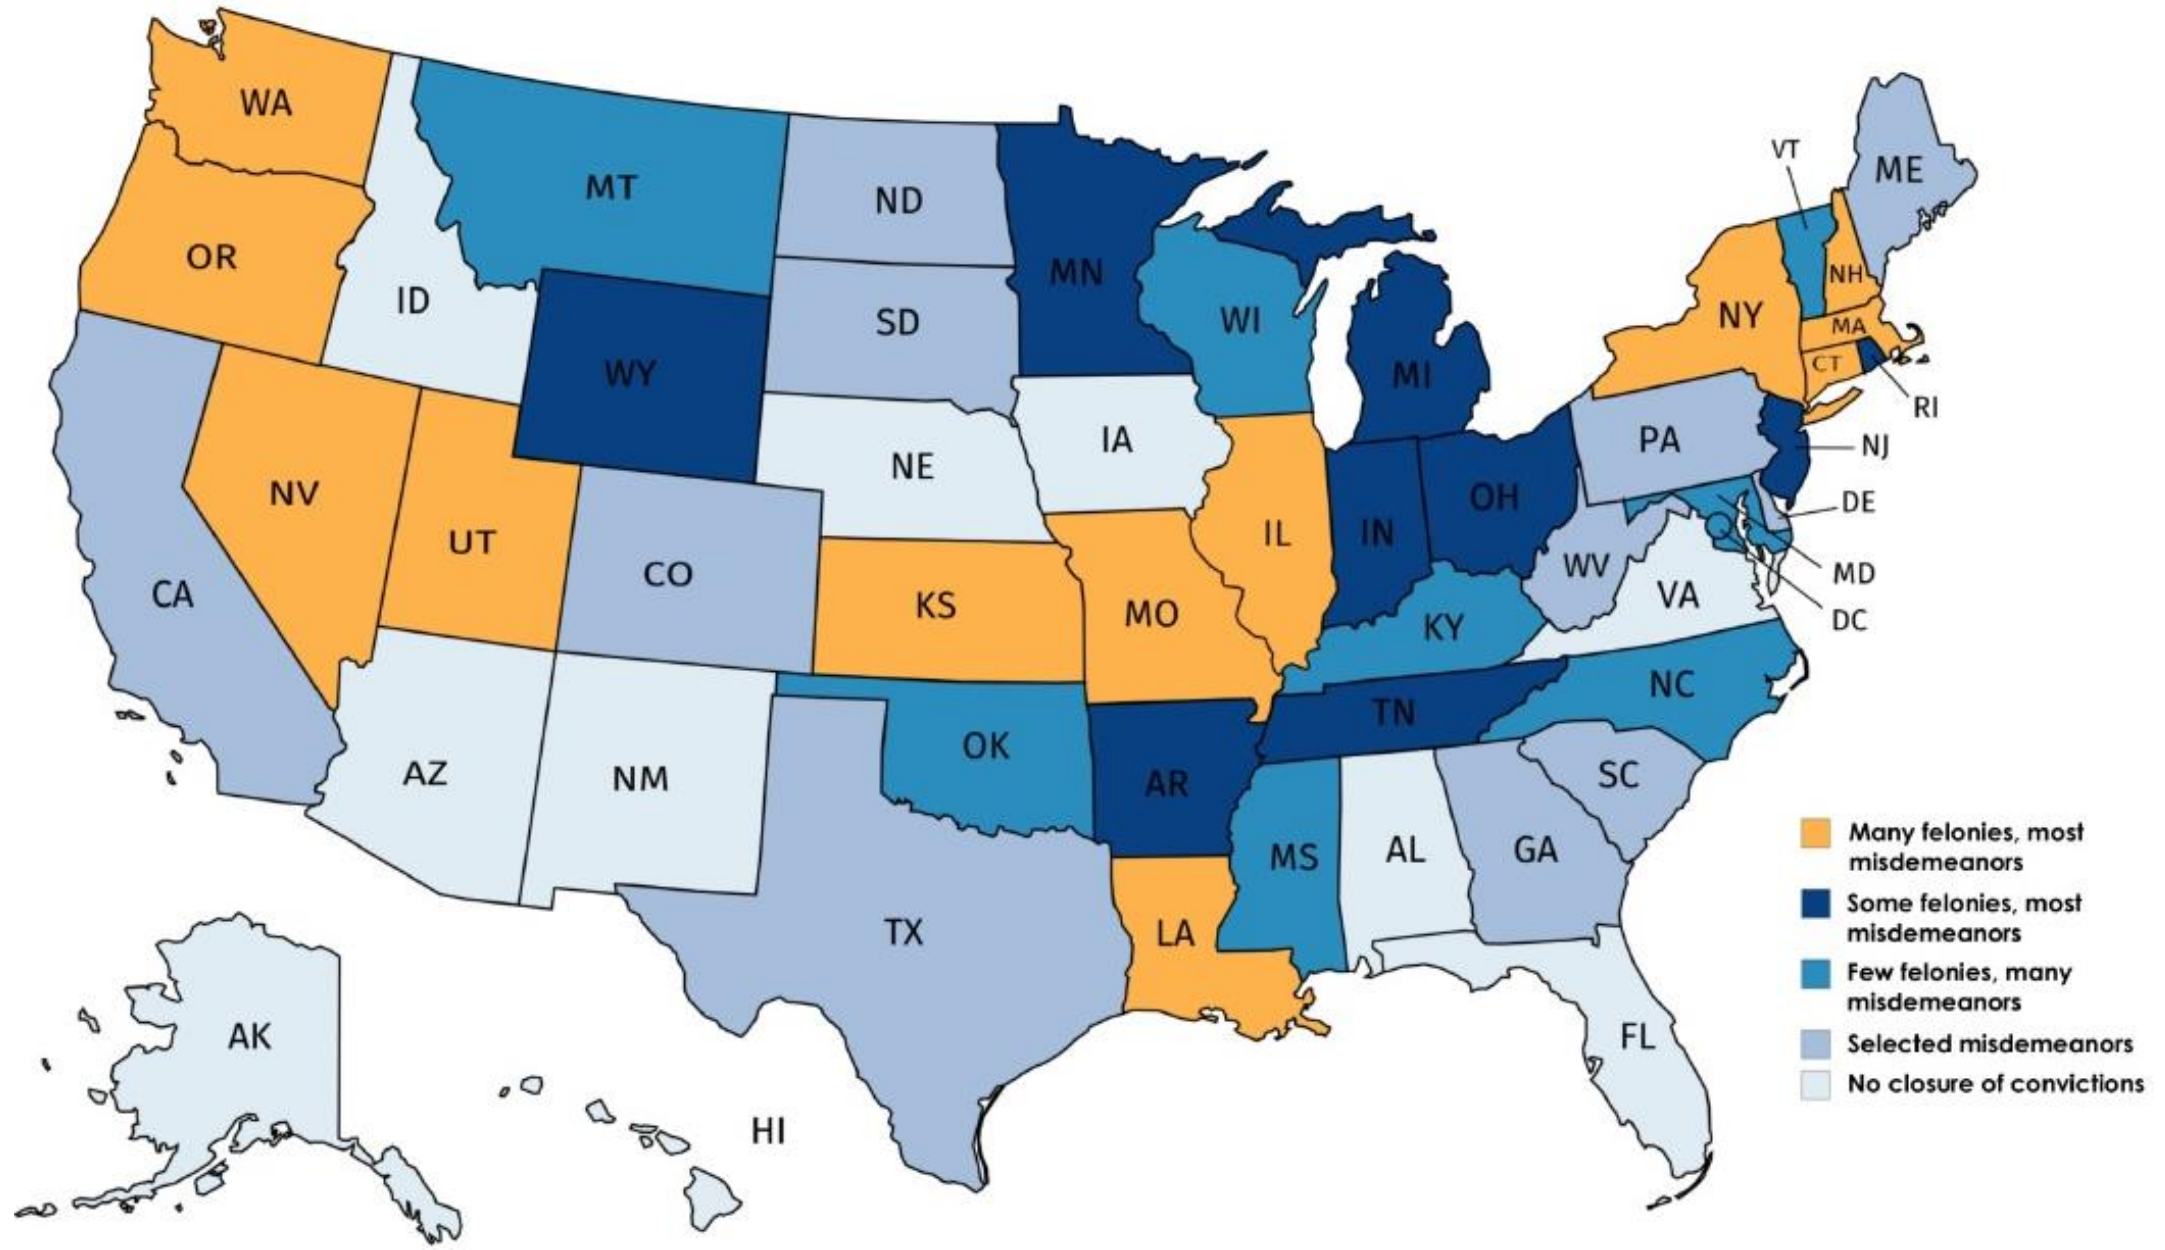 WA
VT
ME
MT
ND
OR
MN
NH
ID
WI
NY
SD
MA
WY
MI
CT
RI
IA
PA
NJ
NE
NV
OH
DE
UT
IN
IL
WV
CO
MD
CA
VA
KS
MO
DC
KY
NC
TN
OK
AZ
NM
SC
AR
AL
GA
MS
Many felonies, most
misdemeanors
Some felonies, most
misdemeanors
TX
LA
Few felonies, many
misdemeanors
AK
FL
Selected misdemeanors
No closure of convictions
HI